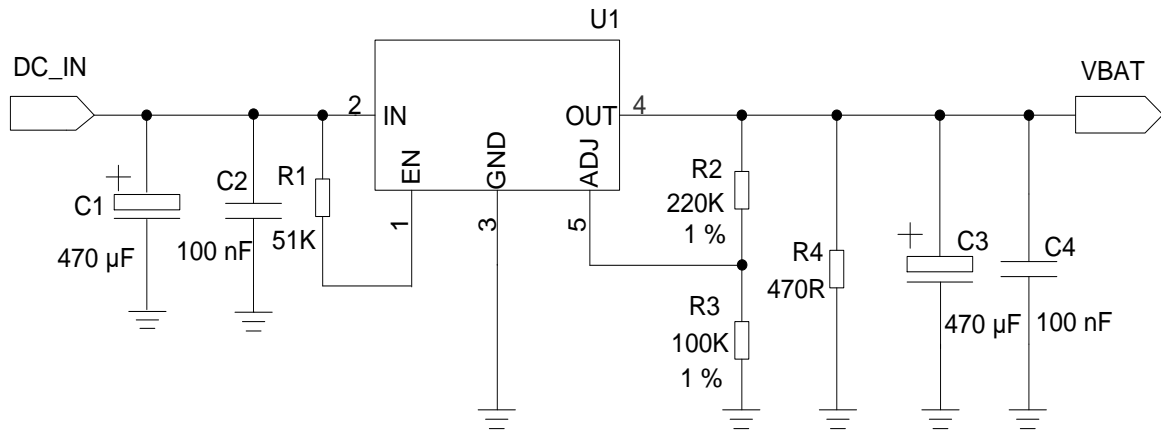 U1
DC_IN
VBAT
2
IN
OUT
4
EN
GND
ADJ
1
3
5
C1
470 µF
C2
100 nF
R1
51K
R2
220K
1 %
R3
100K
1 %
R4
470R
C3
470 µF
C4
100 nF